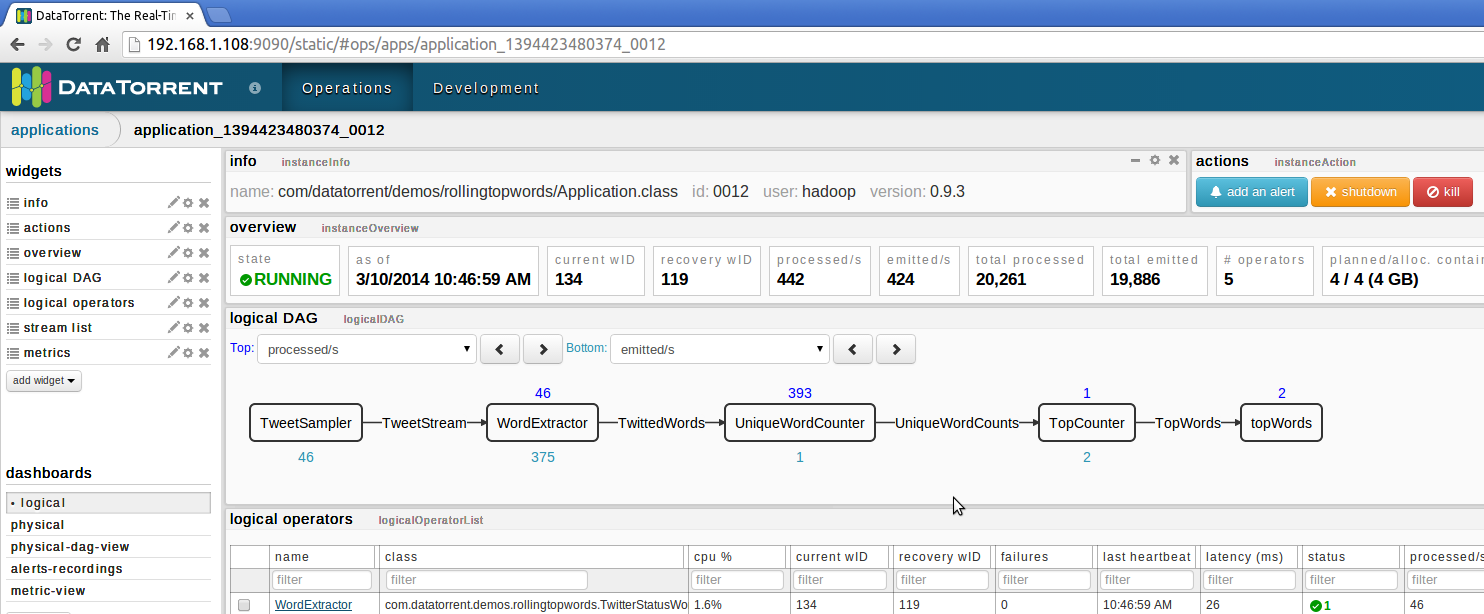 DataTorrent: The Real-Tin
192.168.1.108:9090/static/#ops/apps/application_1394423480374_0012
DATATORRENT Operations Development
applications application_1394423480374_0012
widgets
info
actions
overview
logical DAG
logical operators
stream list
metrics
add widget
dashboards
• logical
physical
physical-dag-view
alerts-recordings
metric-view
info instanceInfo
name: com/datatorrent/demos/rollingtopwords/Application.class id: 0012 user: hadoop version: 0.9.3
actions instanceAction
add an alert shutdown kill
overview instanceOverview
state as of current wID recovery wID processed/s emitted/s total processed total emitted # operators planned/alloc. contain
RUNNING 3/10/2014 10:46:59 AM 134 119 442 424 20,261 19,886 5 4 / 4 (4 GB)
logical DAG logicalDAG
Top: processed/s Bottom: emitted/s
46 393 1 2
TweetSampler TweetStream WordExtractor TwittedWords UniqueWordCounter UniqueWordCounts TopCounter TopWords topWords
46 375 1 2
logical operators logicalOperatorList
name class cpu % current wID recovery wID failures last heartbeat latency (ms) status processed/s
filter filter filter filter filter filter filter filter filter filter
WordExtractor com.datatorrent.demos.rollingtopwords.TwitterStatusWo 1.6% 134 119 0 10:46:59 AM 26 1 46